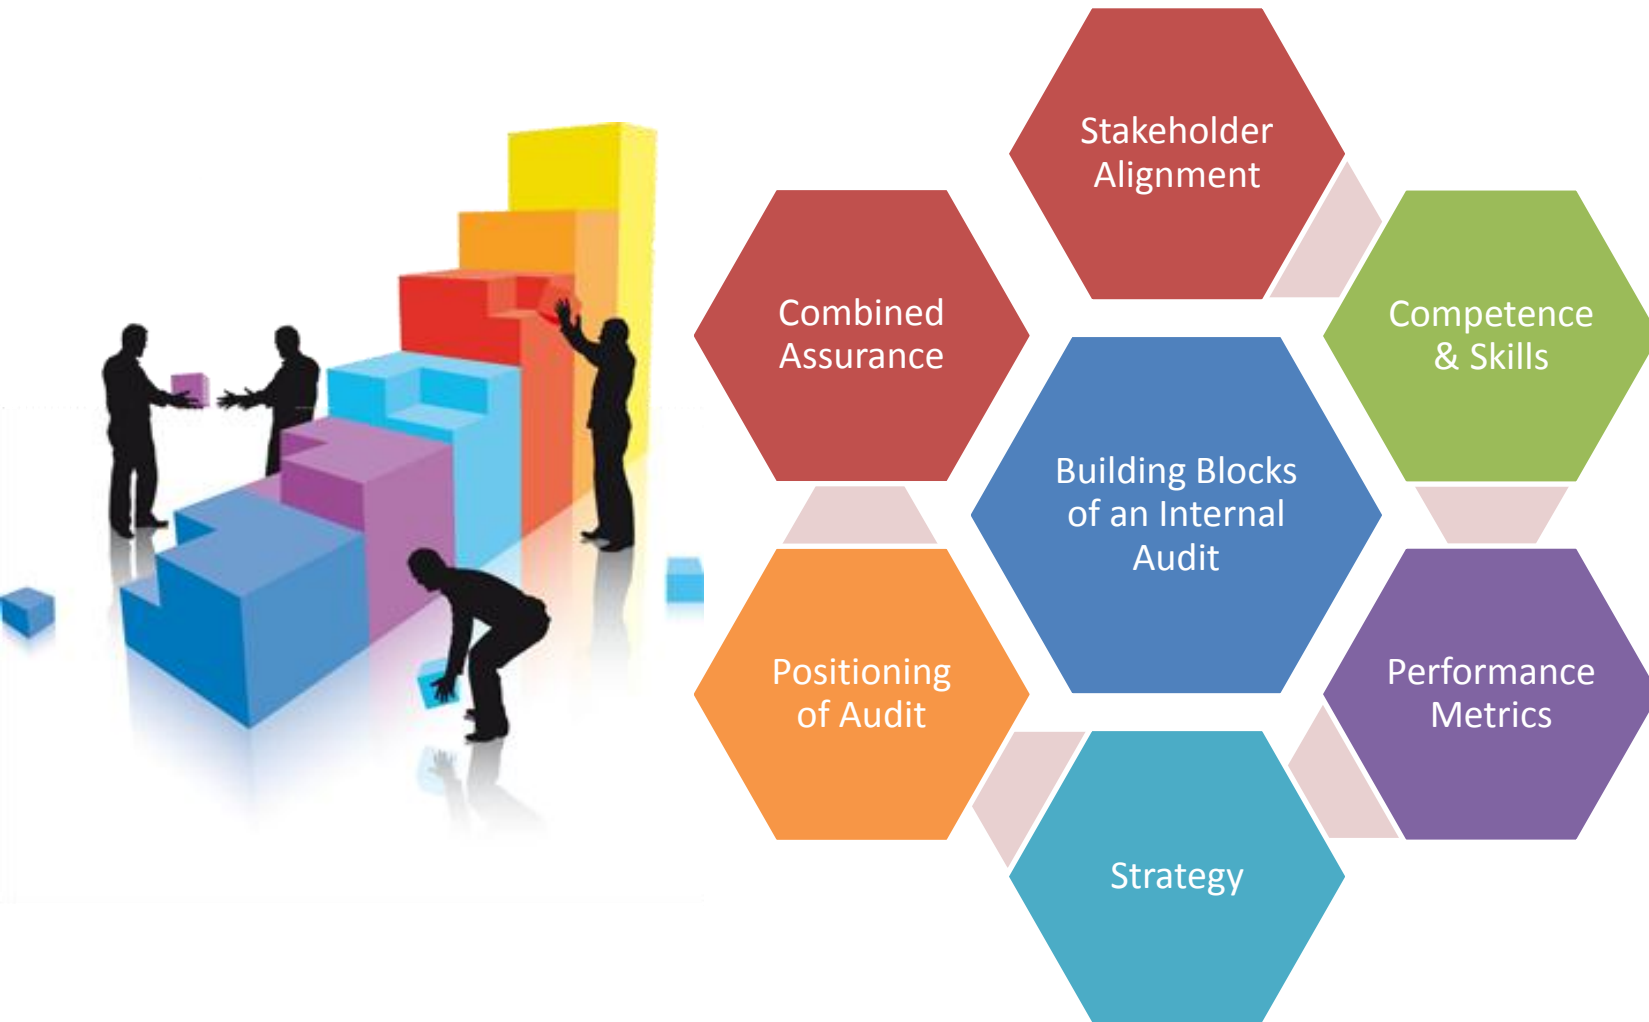 Stakeholder
Alignment
Combined
Assurance
Competence
& Skills
Building Blocks
of an Internal
Audit
Positioning
of Audit
Performance
Metrics
Strategy